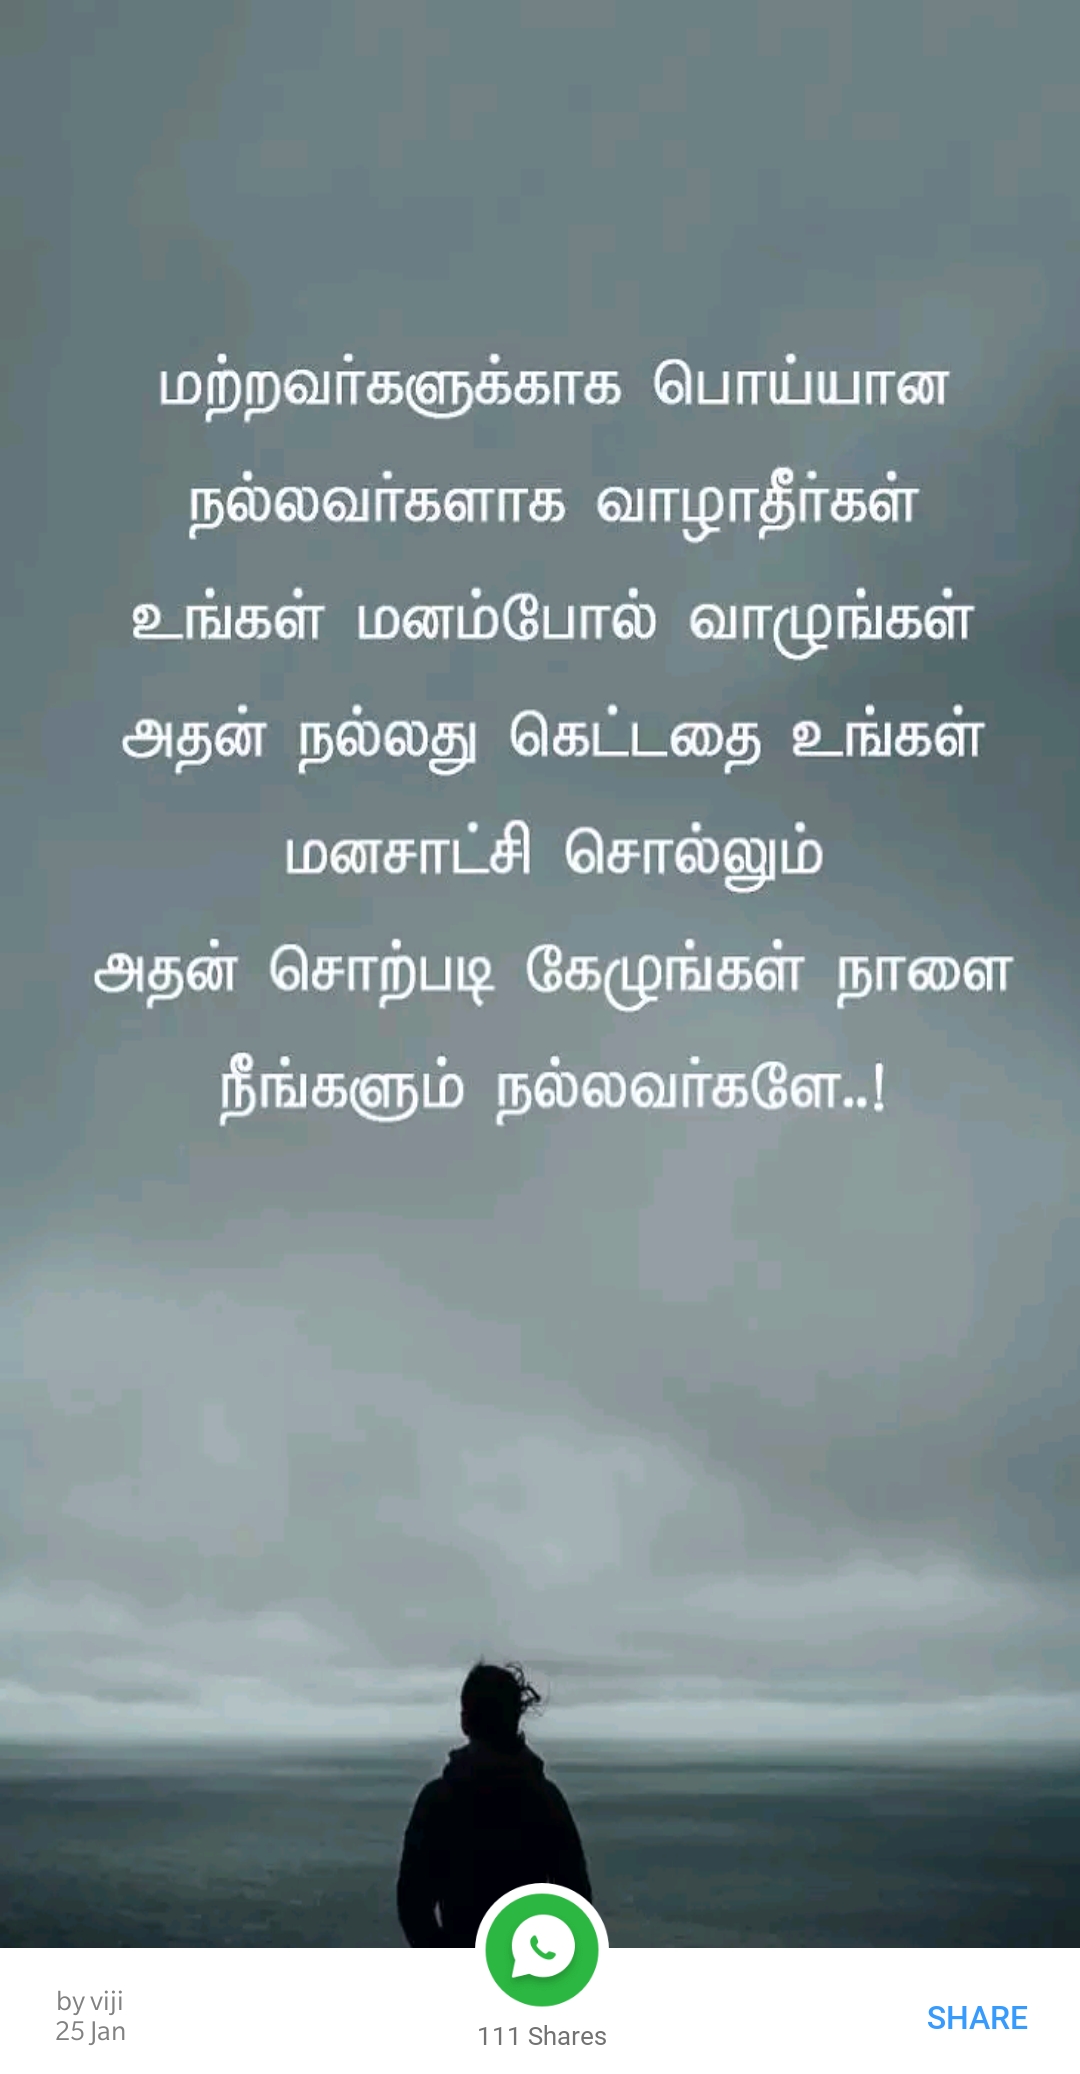 மற்றவர்களுக்காக பொய்யான
நல்லவர்களாக வாழாதீர்கள்
உங்கள் மனம்போல் வாழுங்கள்
அதன் நல்லது கெட்டதை உங்கள்
மனசாட்சி சொல்லும்
அதன் சொற்படி கேழுங்கள் நாளை
நீங்களும் நல்லவர்களே..!
by viji
25 Jan
111 Shares
SHARE